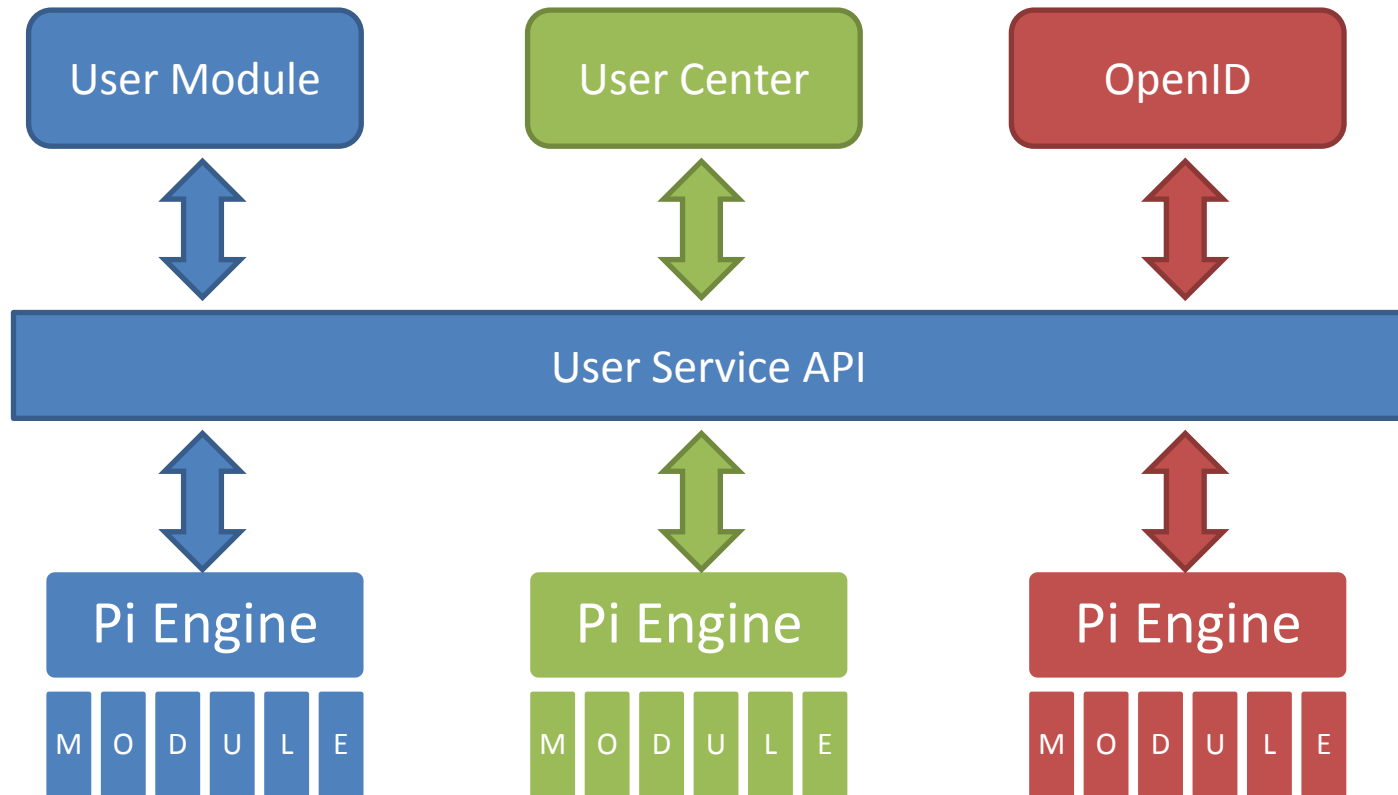 User Module
User Center
OpenID
User Service API
Pi Engine
Pi Engine
Pi Engine
M O D U L E
M O D U L E
M O D U L E